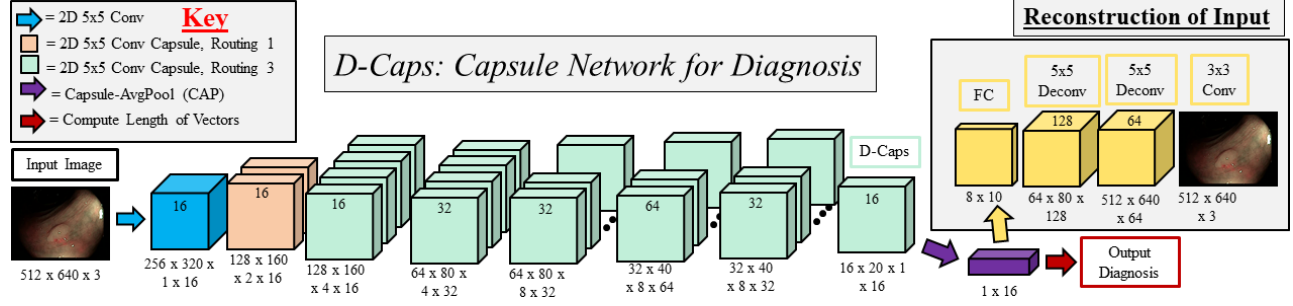 Key
= 2D 5x5 Conv
= 2D 5x5 Conv Capsule, Routing 1
= 2D 5x5 Conv Capsule, Routing 3
= Capsule-AvgPool (CAP)
= Compute Length of Vectors
D-Caps: Capsule Network for Diagnosis
Input Image
512 x 640 x 3
16
256 x 320 x
1 x 16
16
128 x 160
x 2 x 16
16
128 x 160
x 4 x 16
32
64 x 80 x
4 x 32
32
64 x 80 x
8 x 32
64
32 x 40
x 8 x 64
32
32 x 40
x 8 x 32
D-Caps
16
16 x 20 x 1
x 16
1 x 16
Output
Diagnosis
Reconstruction of Input
FC
8 x 10
5x5
Deconv
128
64 x 80 x
128
5x5
Deconv
64
512 x 640
x 64
3x3
Conv
512 x 640
x 3